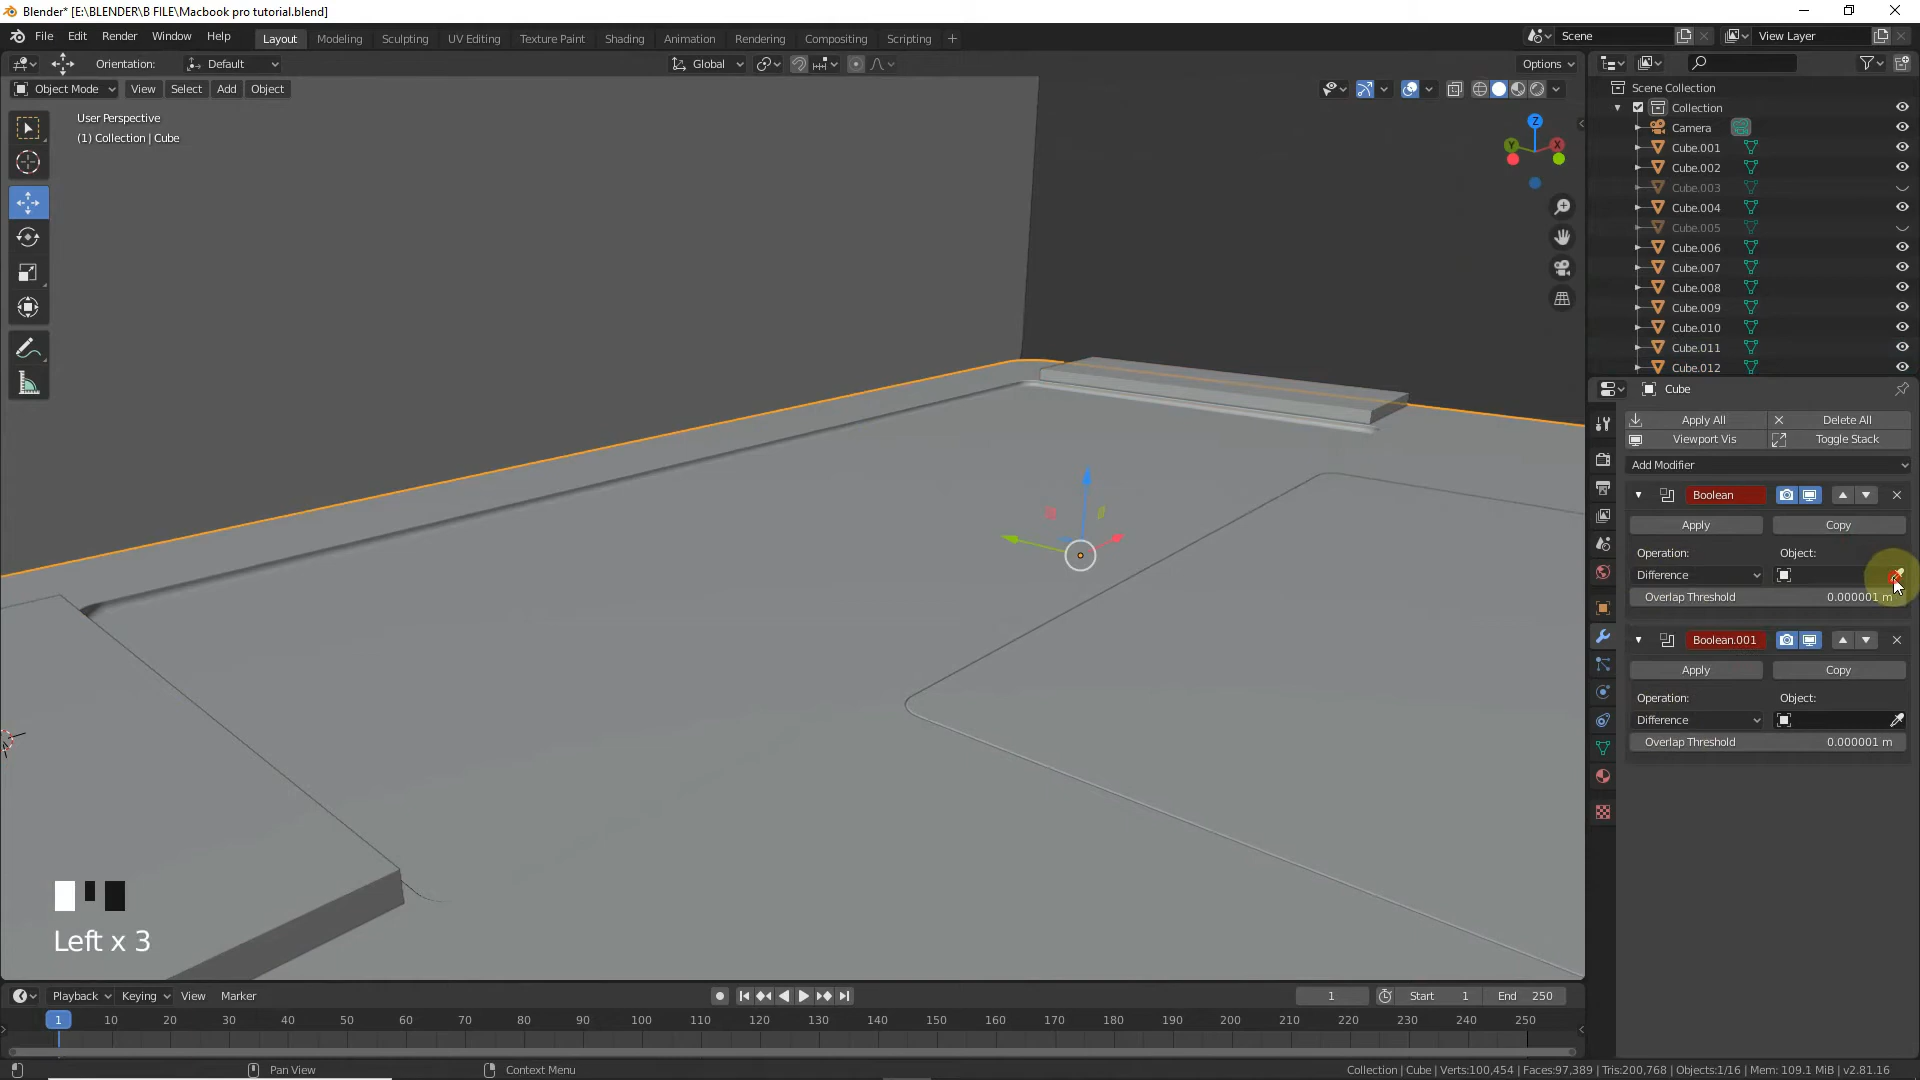 Blender* [E:\BLENDER\B FILE\Macbook pro tutorial.blend]
File Edit Render Window Help
Layout Modeling Sculpting UV Editing Texture Paint Shading Animation Rendering Compositing Scripting +
Scene
View Layer
Orientation: Default
Global
Options
Object Mode View Select Add Object
User Perspective
(1) Collection | Cube
Z
Y
X
Scene Collection
Collection
Camera
Cube.001
Cube.002
Cube.003
Cube.004
Cube.005
Cube.006
Cube.007
Cube.008
Cube.009
Cube.010
Cube.011
Cube.012
Cube
Apply All Delete All
Viewport Vis Toggle Stack
Add Modifier
Boolean
Apply Copy
Operation: Object:
Difference
Overlap Threshold 0.000001 m
Boolean.001
Apply Copy
Operation: Object:
Difference
Overlap Threshold 0.000001 m
Left x 3
Playback Keying View Marker
1 Start 1 End 250
1 10 20 30 40 50 60 70 80 90 100 110 120 130 140 150 160 170 180 190 200 210 220 230 240 250
Pan View
Context Menu
Collection | Cube | Verts:100,454 | Faces:97,389 | Tris:200,768 | Objects:1/16 | Mem: 109.1 MiB | v2.81.16